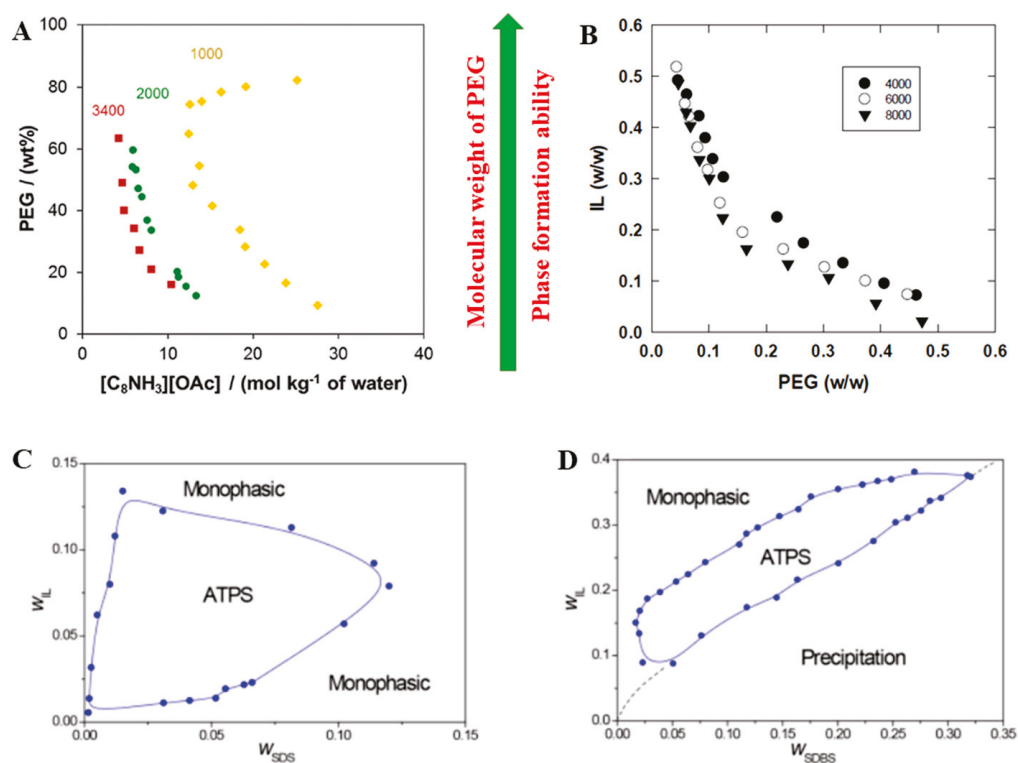 A
1000
2000
3400
PEG / (wt%)
100
80
60
40
20
0
0 10 20 30 40
[C₈NH₃][OAc] / (mol kg⁻¹ of water)
Molecular weight of PEG
Phase formation ability
B
4000
6000
8000
IL (w/w)
0.6
0.5
0.4
0.3
0.2
0.1
0.0
0.0 0.1 0.2 0.3 0.4 0.5 0.6
PEG (w/w)
C
Monophasic
ATPS
Monophasic
w_IL
0.15
0.10
0.05
0.00
0.00 0.05 0.10 0.15
w_SDS
D
Monophasic
ATPS
Precipitation
w_IL
0.4
0.3
0.2
0.1
0.0
0.00 0.05 0.10 0.15 0.20 0.25 0.30 0.35
w_SDBS